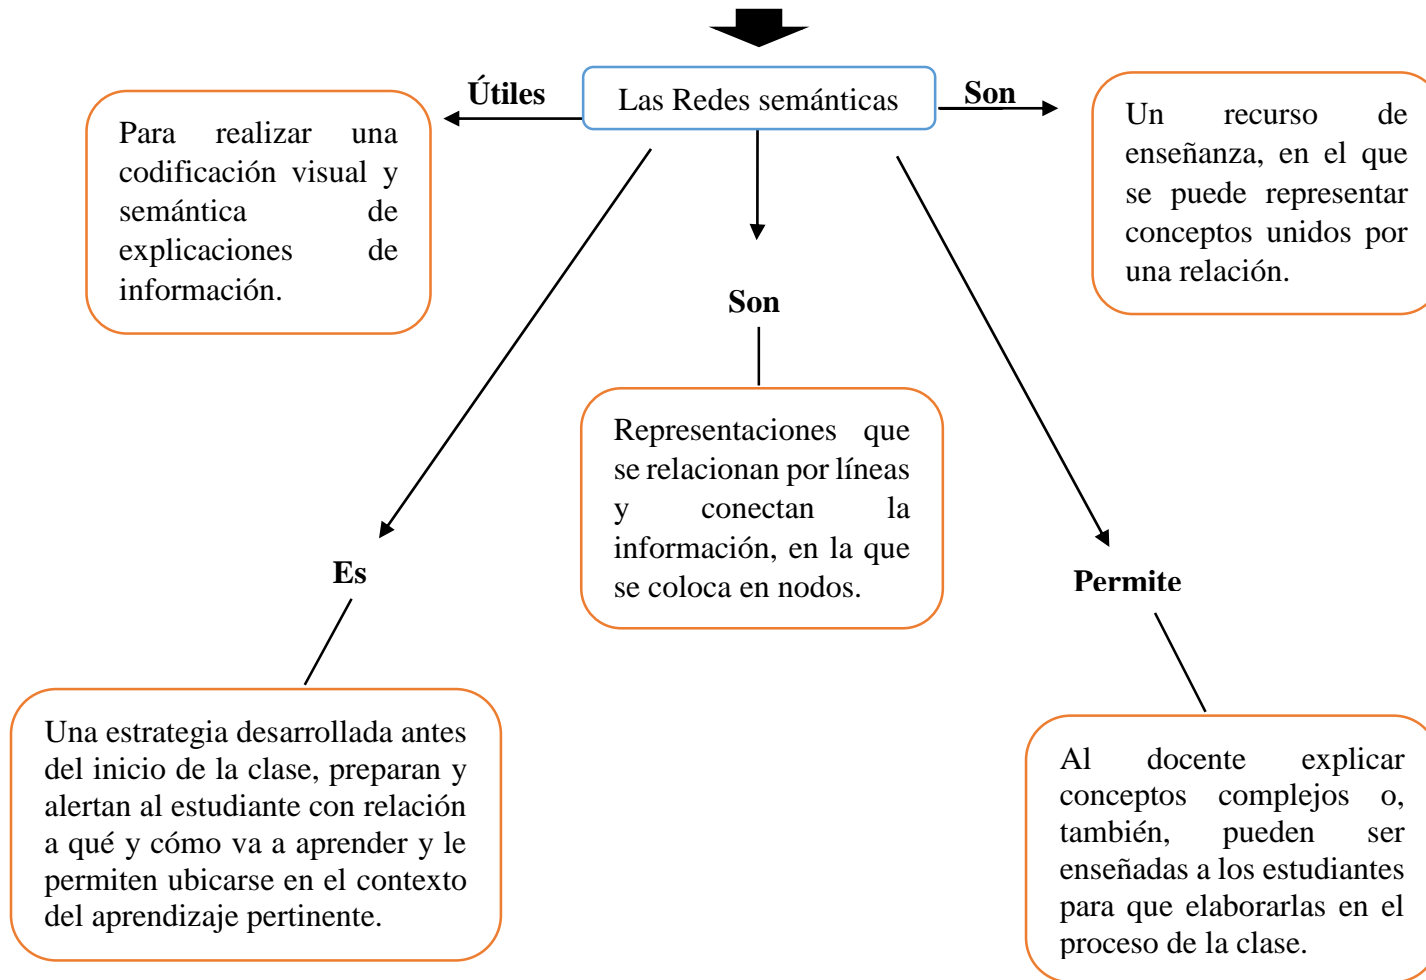 Las Redes semánticas
Útiles
Para realizar una
codificación visual y
semántica de
explicaciones de
información.
Son
Un recurso de
enseñanza, en el que
se puede representar
conceptos unidos por
una relación.
Son
Representaciones que
se relacionan por líneas
y conectan la
información, en la que
se coloca en nodos.
Es
Una estrategia desarrollada antes
del inicio de la clase, preparan y
alertan al estudiante con relación
a qué y cómo va a aprender y le
permiten ubicarse en el contexto
del aprendizaje pertinente.
Permite
Al docente explicar
conceptos complejos o,
también, pueden ser
enseñadas a los estudiantes
para que elaborarlas en el
proceso de la clase.